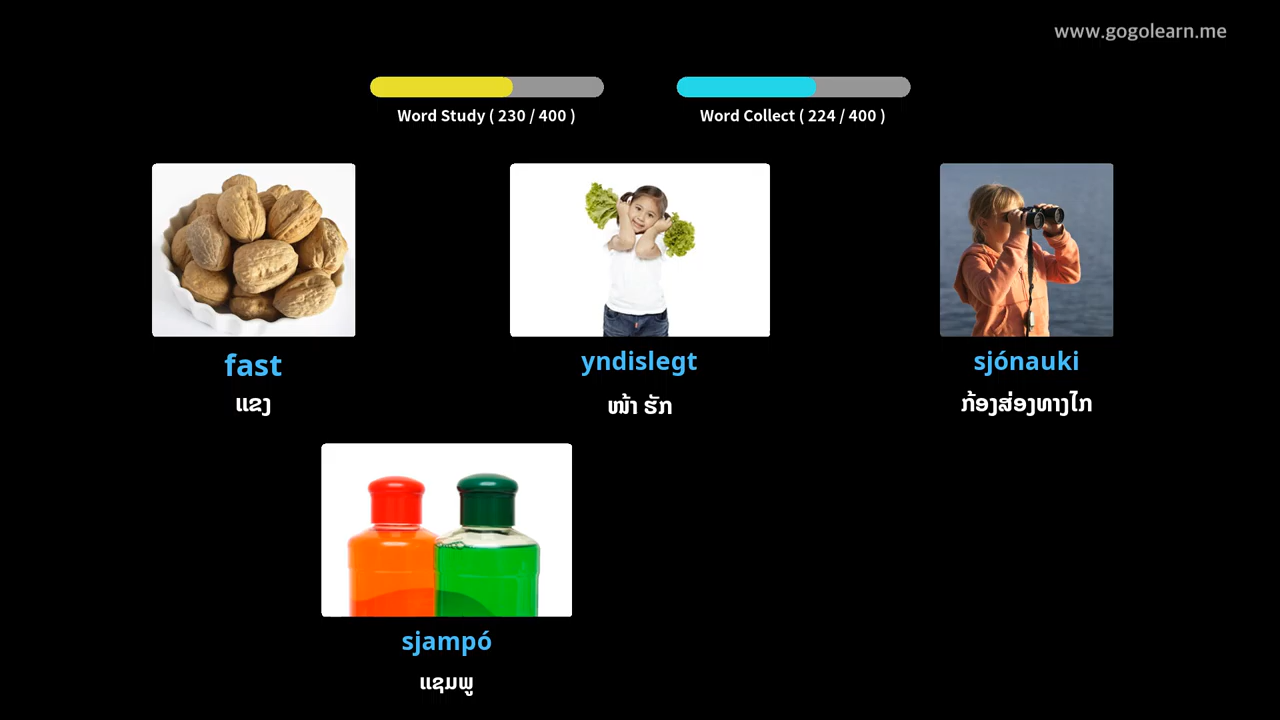 www.gogolearn.me
Word Study ( 230 / 400 )
Word Collect ( 224 / 400 )
fast
ແຂງ
yndislegt
ໜ້າ ຮັກ
sjónauki
ກ້ອງສ່ອງທາງໄກ
sjampó
ແຊມພູ